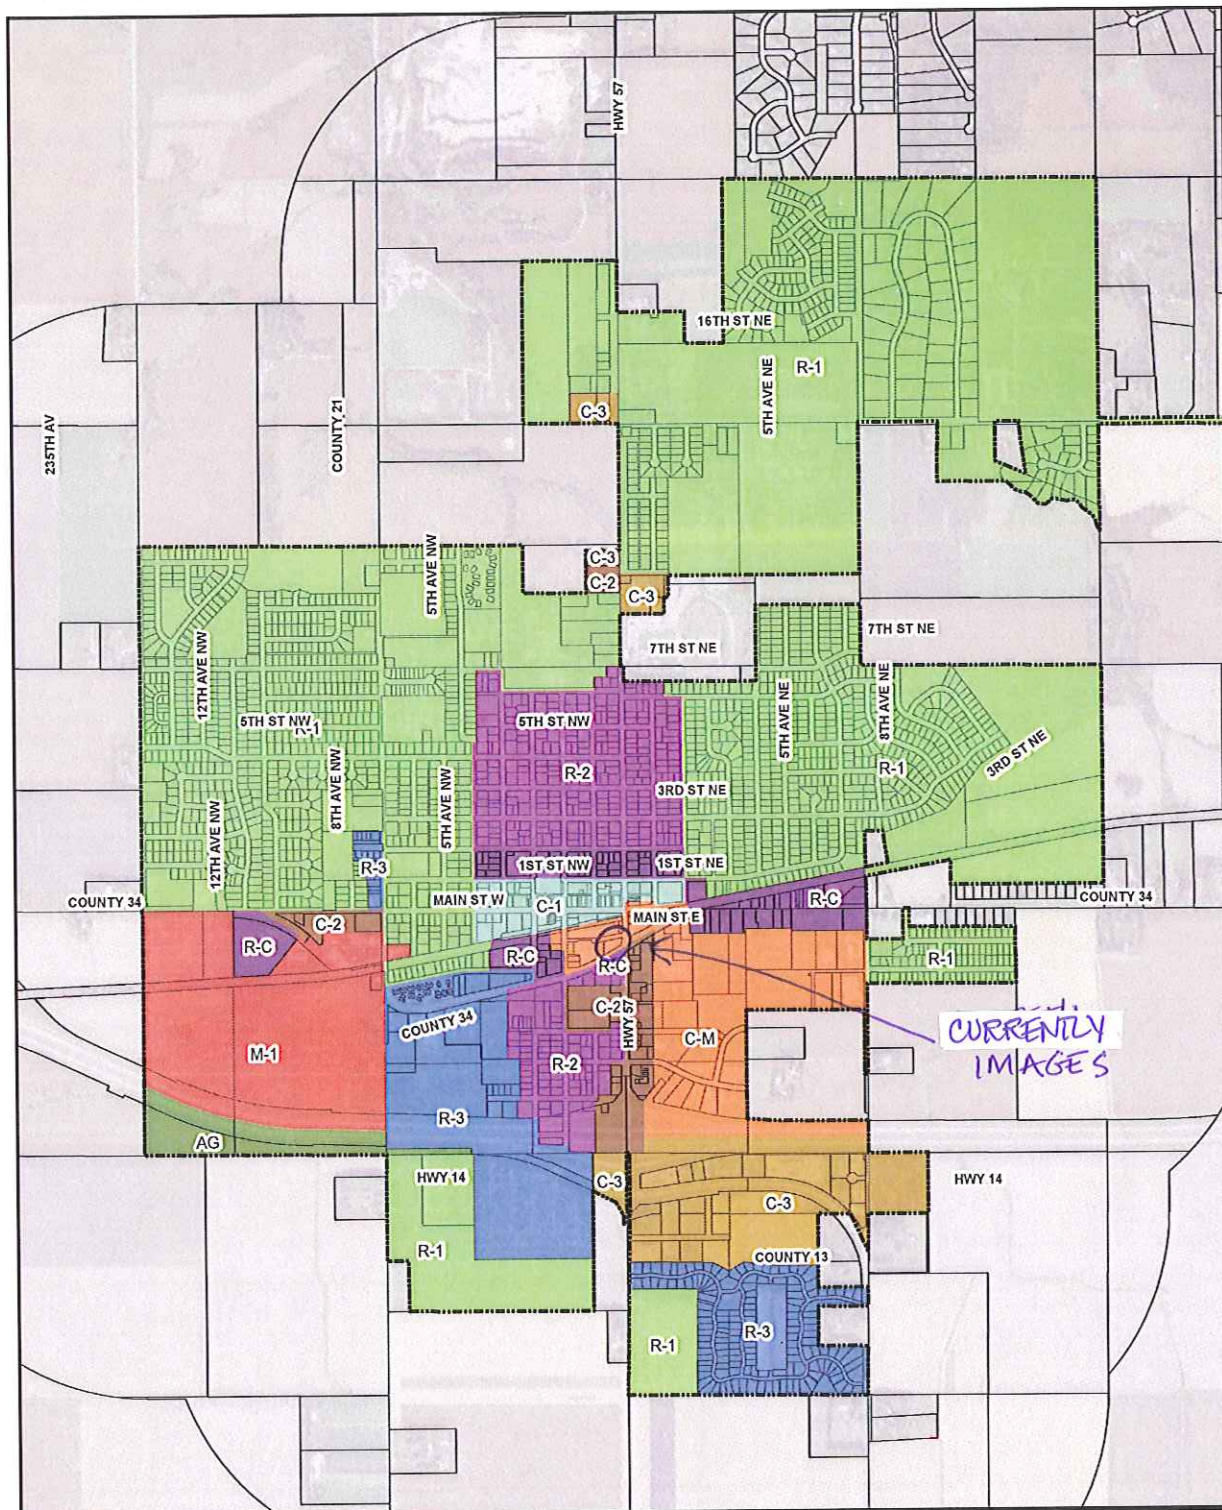 HWY 57
16TH ST NE
5TH AVE NE
R-1
C-3
235TH AV
COUNTY 21
C-3
C-2
C-3
5TH AVE NW
7TH ST NE
7TH ST NE
12TH AVE NW
5TH ST NW
R-1
5TH ST NW
5TH AVE NE
8TH AVE NE
R-1
3RD ST NE
R-2
3RD ST NE
8TH AVE NW
5TH AVE NW
12TH AVE NW
R-3
1ST ST NW
1ST ST NE
COUNTY 34
MAIN ST W
C-1
MAIN ST E
R-C
COUNTY 34
C-2
R-C
R-C
R-C
R-1
C-2
HWY 57
COUNTY 34
C-M
CURRENTLY
IMAGES
M-1
R-2
R-3
AG
HWY 14
C-3
C-3
HWY 14
R-1
COUNTY 13
R-1
R-3